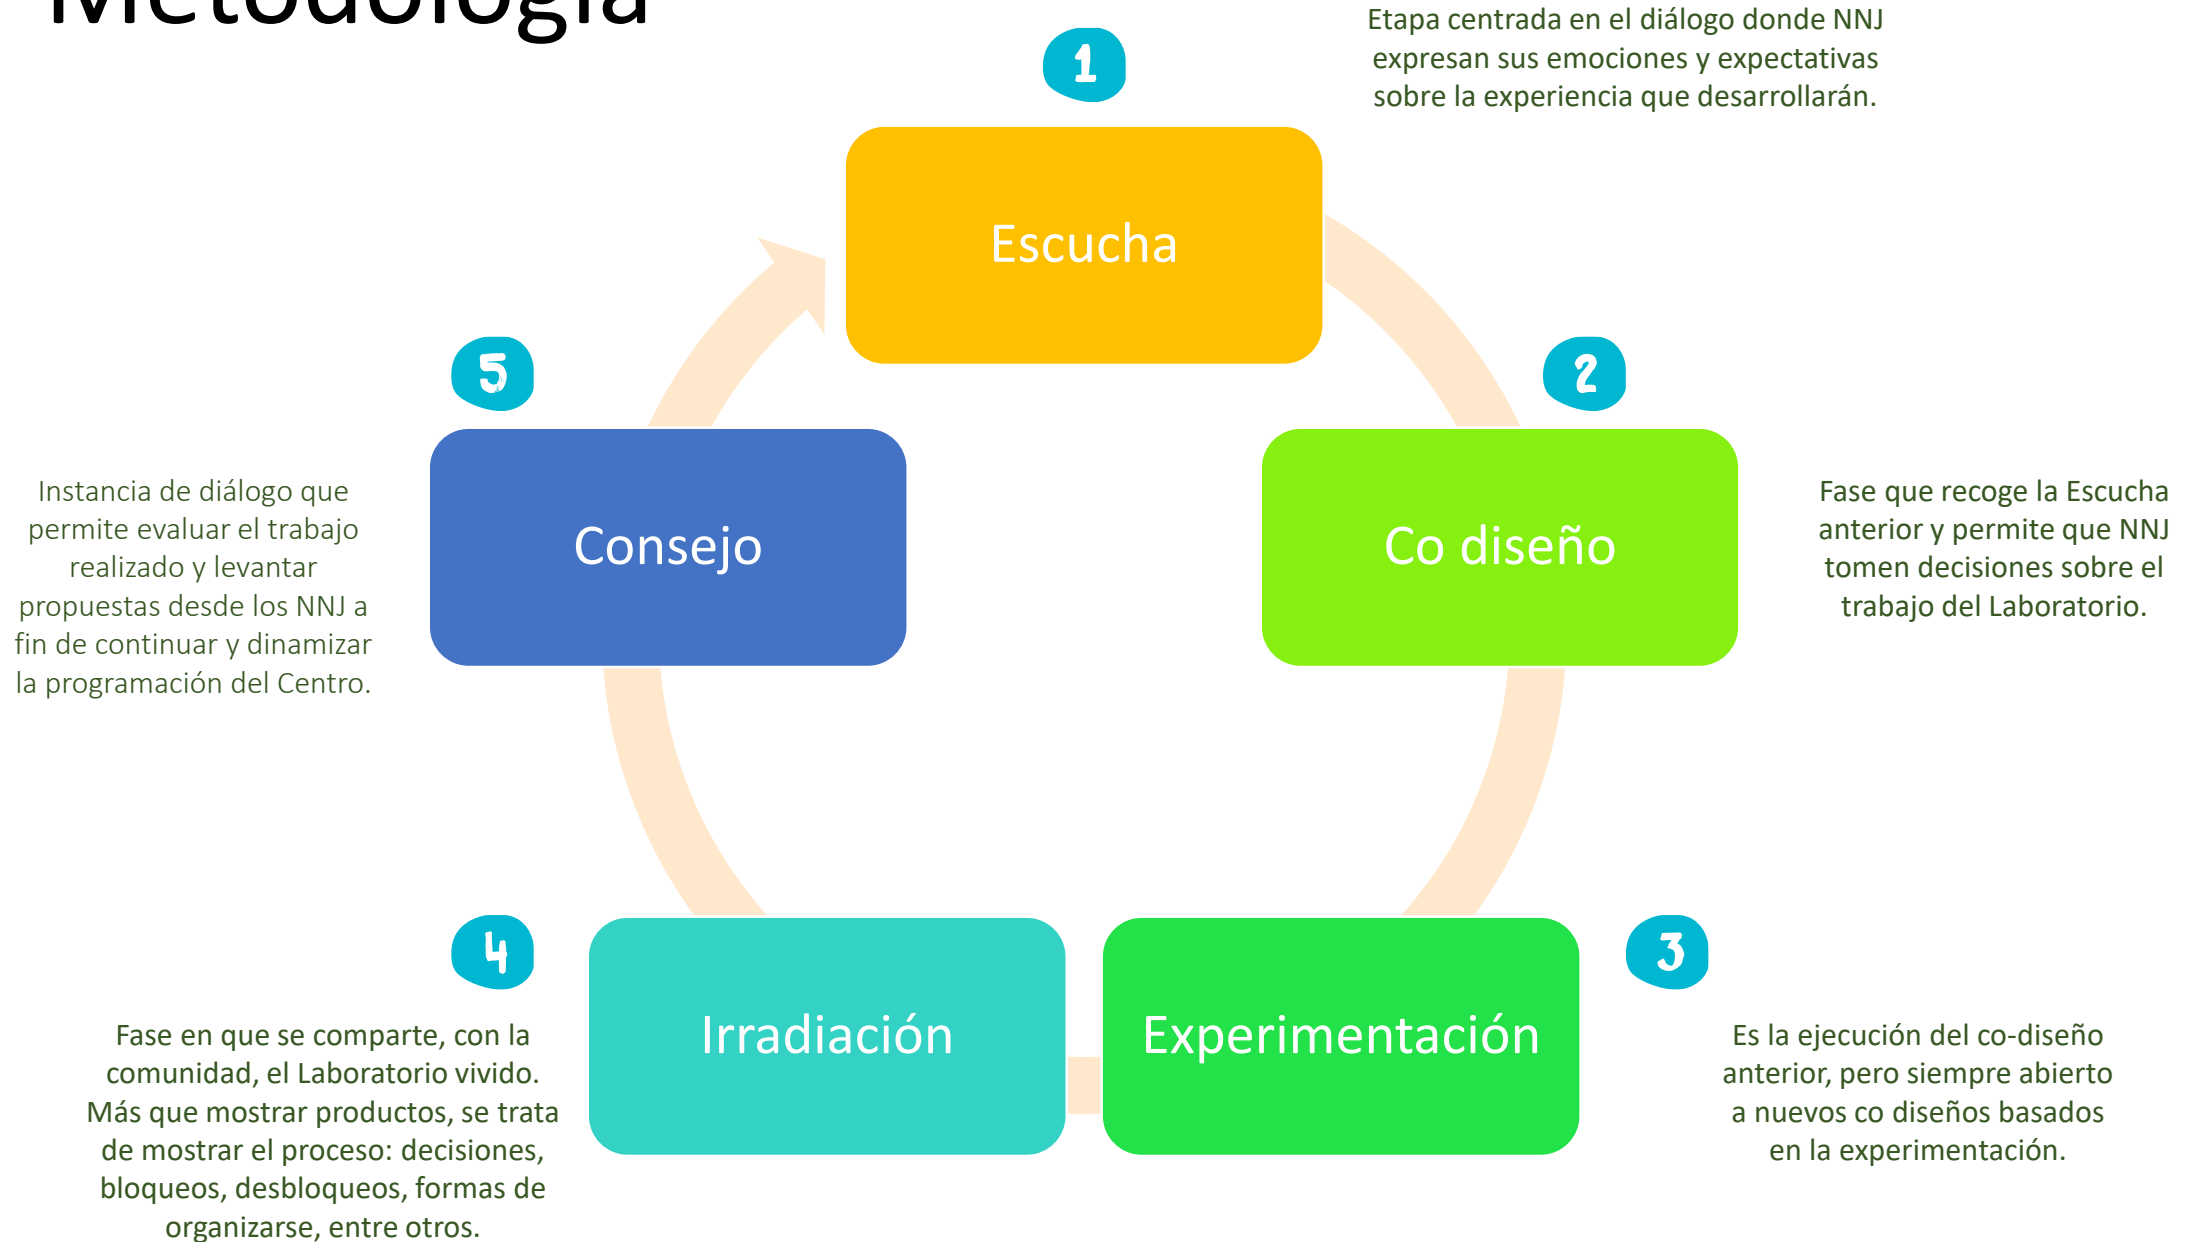 Metodología
1
Etapa centrada en el diálogo donde NNJ
expresan sus emociones y expectativas
sobre la experiencia que desarrollarán.
Escucha
2
Co diseño
Fase que recoge la Escucha
anterior y permite que NNJ
tomen decisiones sobre el
trabajo del Laboratorio.
3
Experimentación
Es la ejecución del co-diseño
anterior, pero siempre abierto
a nuevos co diseños basados
en la experimentación.
4
Irradiación
Fase en que se comparte, con la
comunidad, el Laboratorio vivido.
Más que mostrar productos, se trata
de mostrar el proceso: decisiones,
bloqueos, desbloqueos, formas de
organizarse, entre otros.
5
Consejo
Instancia de diálogo que
permite evaluar el trabajo
realizado y levantar
propuestas desde los NNJ a
fin de continuar y dinamizar
la programación del Centro.